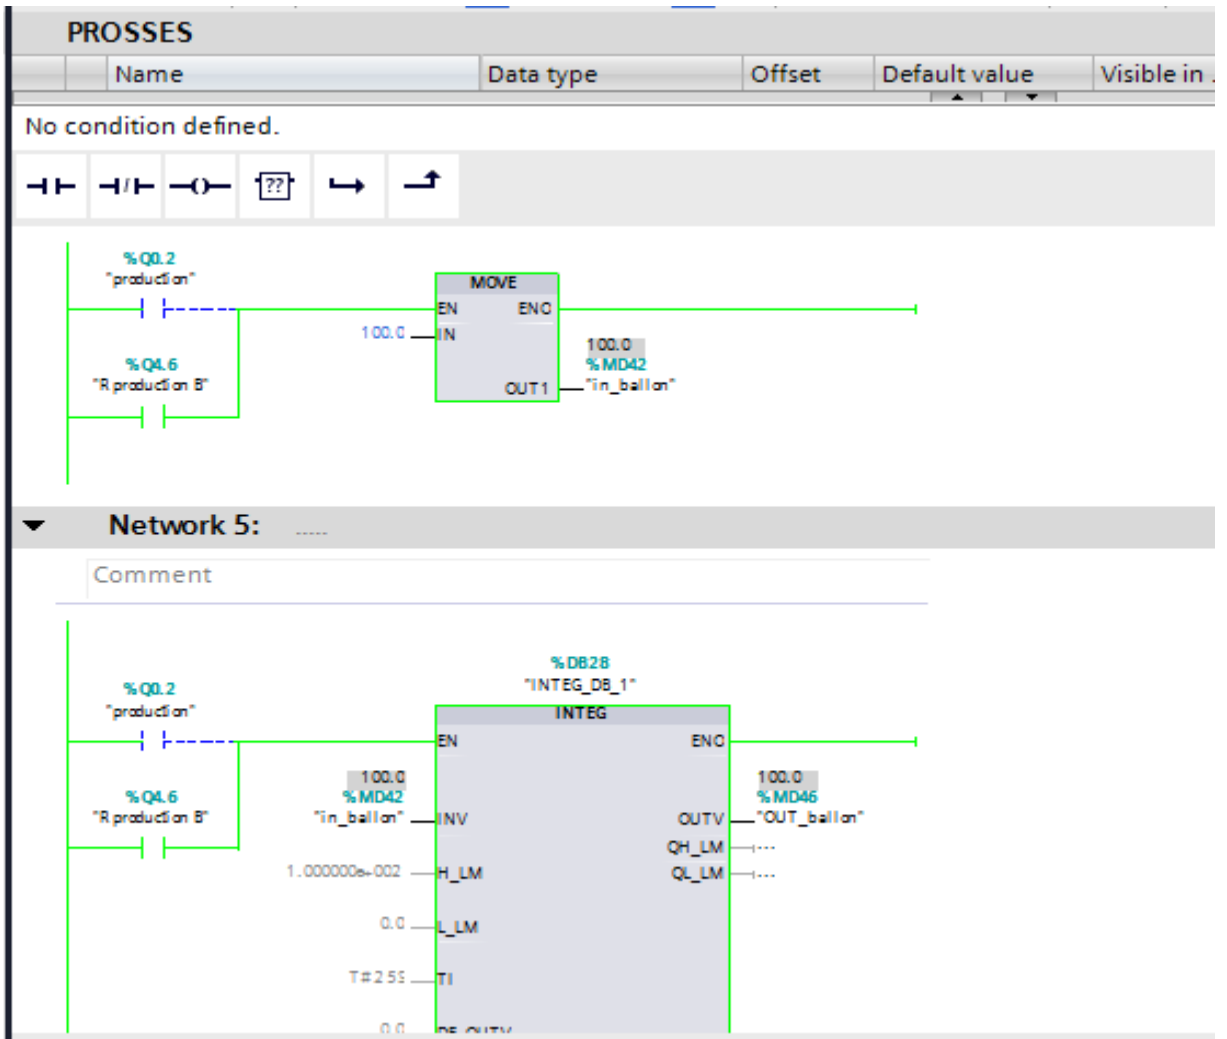 PROSSES
Name Data type Offset Default value Visible in .
No condition defined.
??
%Q0.2
"production"
MOVE
EN ENO
100.0 IN
100.0
%MD42
OUT1 "in_ballon"
%Q4.6
"R production B"
Network 5: .....
Comment
%DB28
"INTEG_DB_1"
%Q0.2
"production"
INTEG
EN ENO
100.0
%MD42
"in_ballon" INV
100.0
%MD46
OUTV "OUT_ballon"
%Q4.6
"R production B"
QH_LM ...
1.000000e+002 H_LM QL_LM ...
0.0 L_LM
T#25S TI
0.0 DF_OUTV